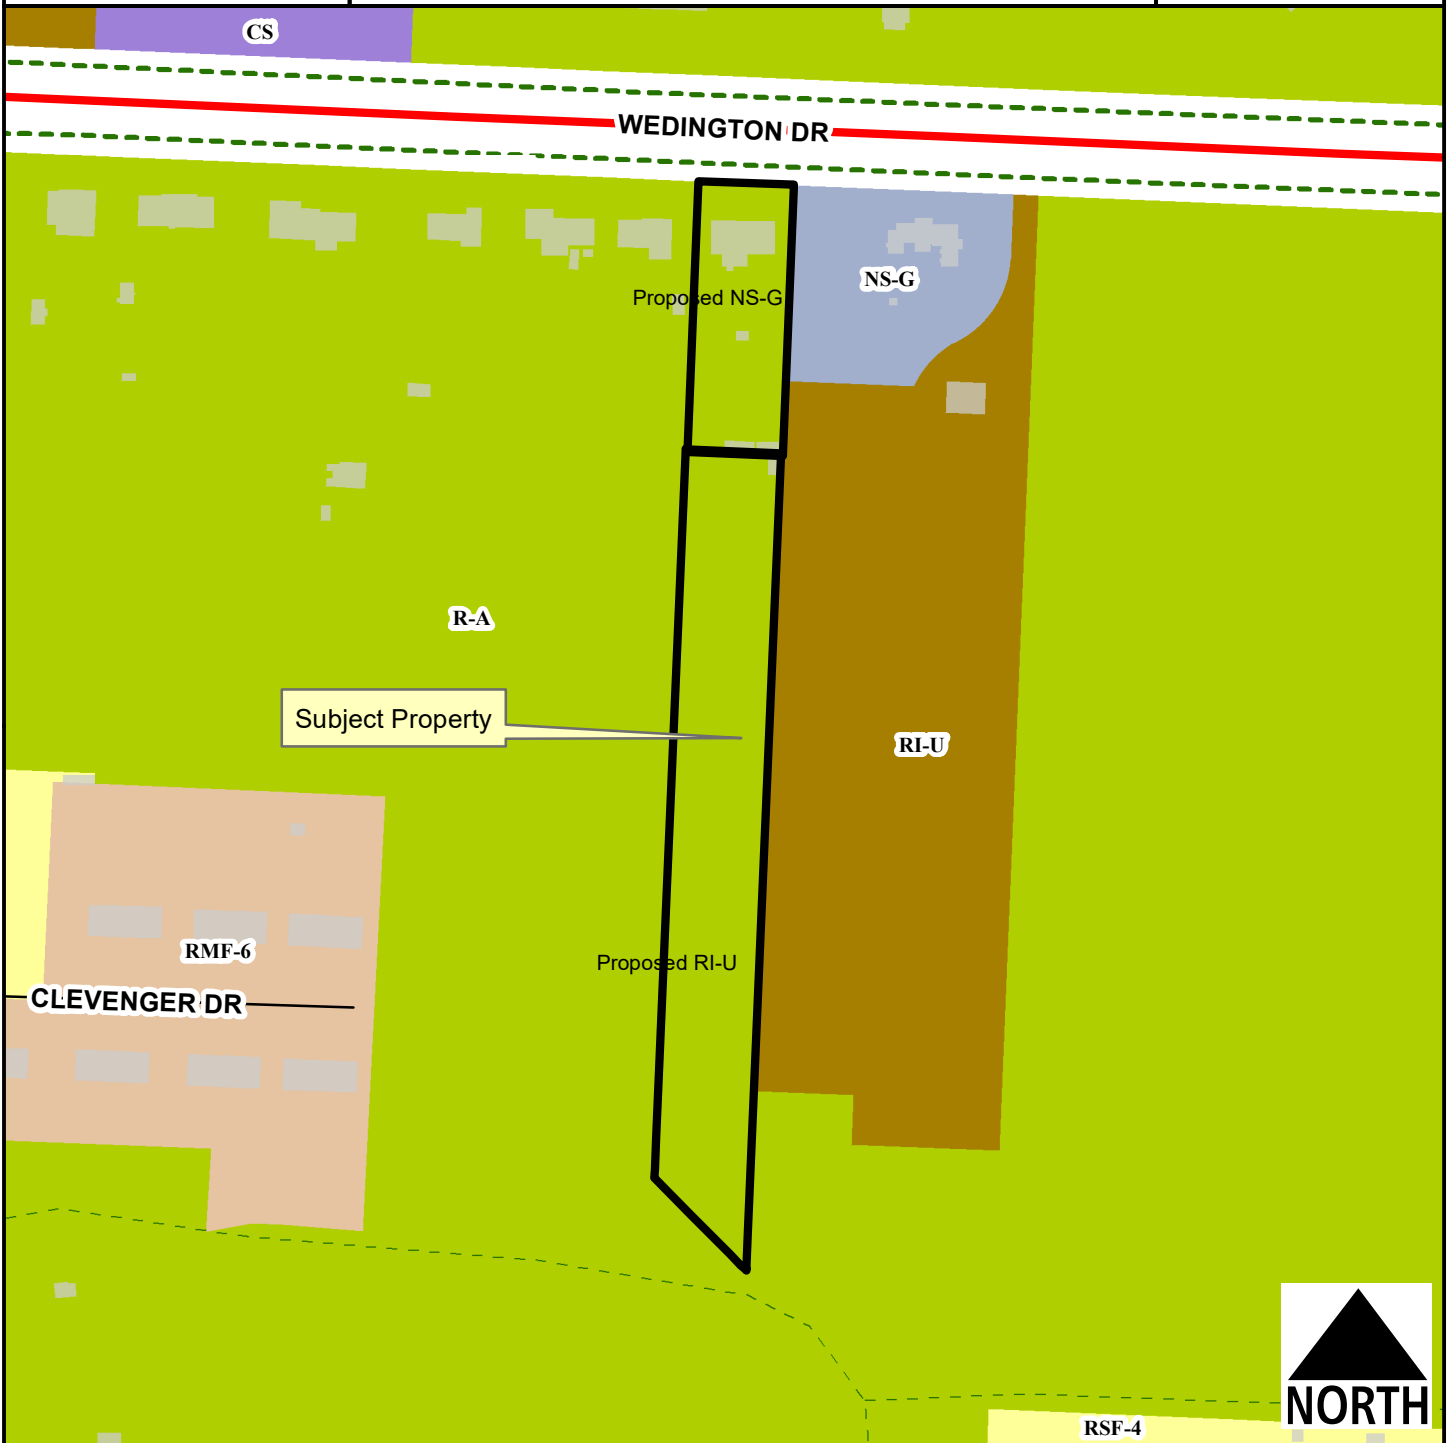 CS
WEDINGTON DR
NS-G
Proposed NS-G
R-A
Subject Property
RI-U
RMF-6
Proposed RI-U
CLEVENGER DR
NORTH
RSF-4